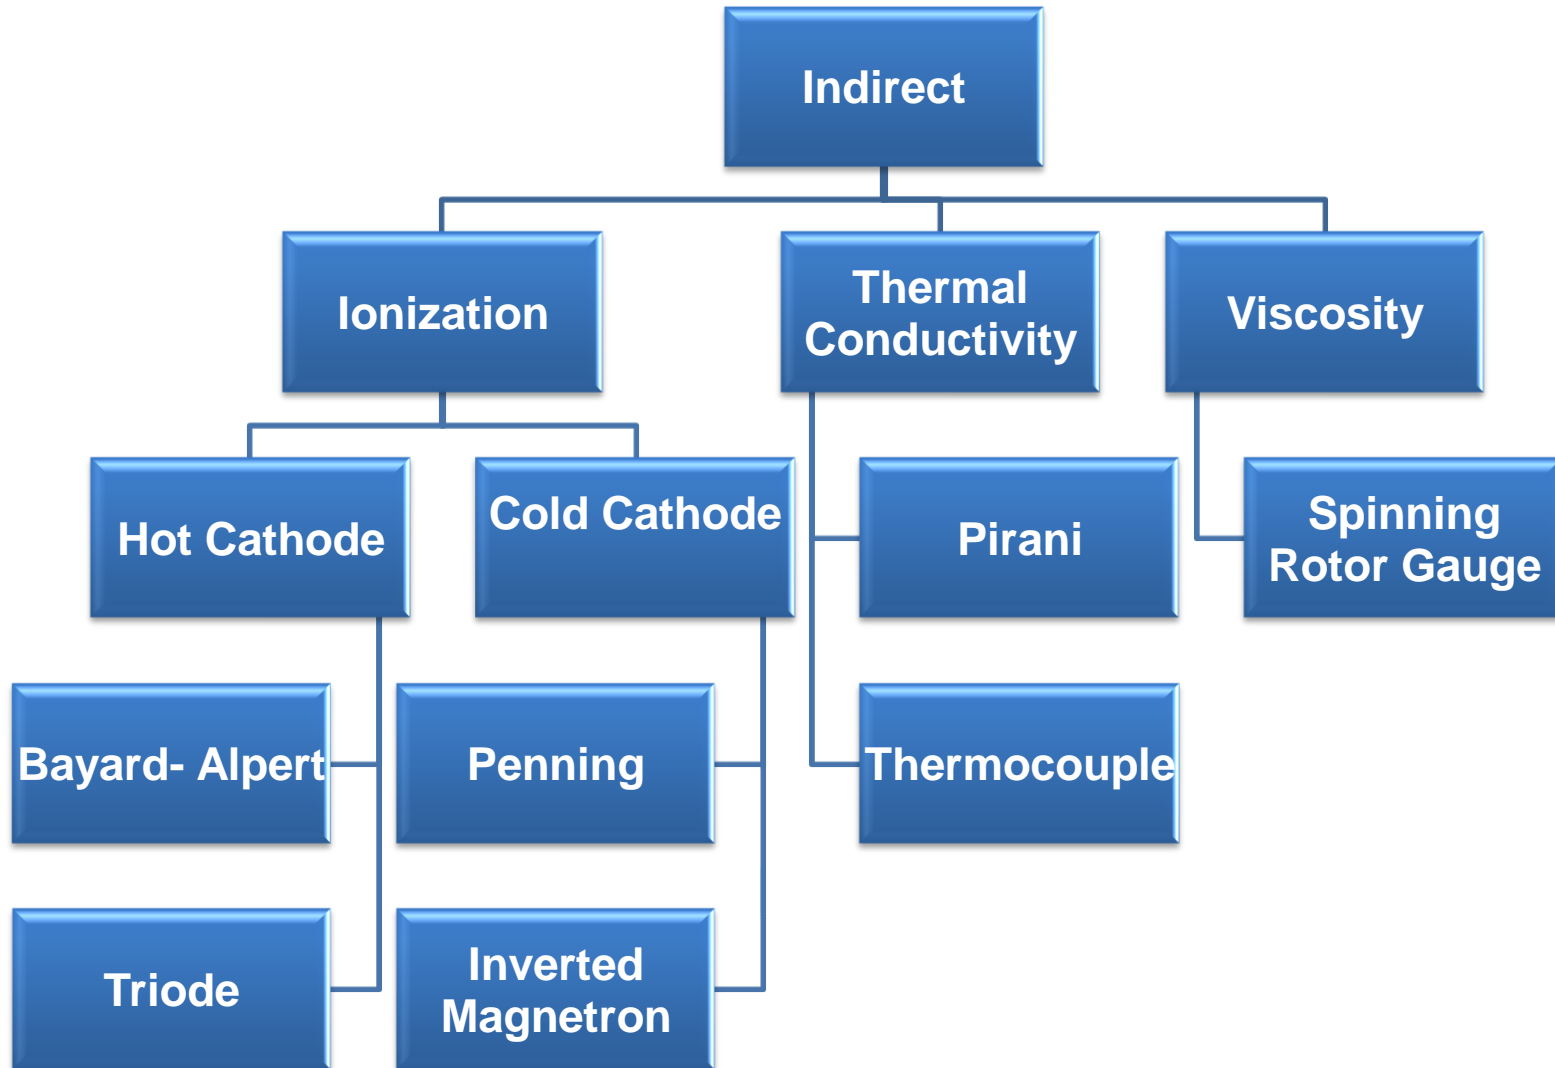 Indirect
Ionization
Thermal
Conductivity
Viscosity
Hot Cathode
Cold Cathode
Pirani
Spinning
Rotor Gauge
Bayard- Alpert
Penning
Thermocouple
Triode
Inverted
Magnetron